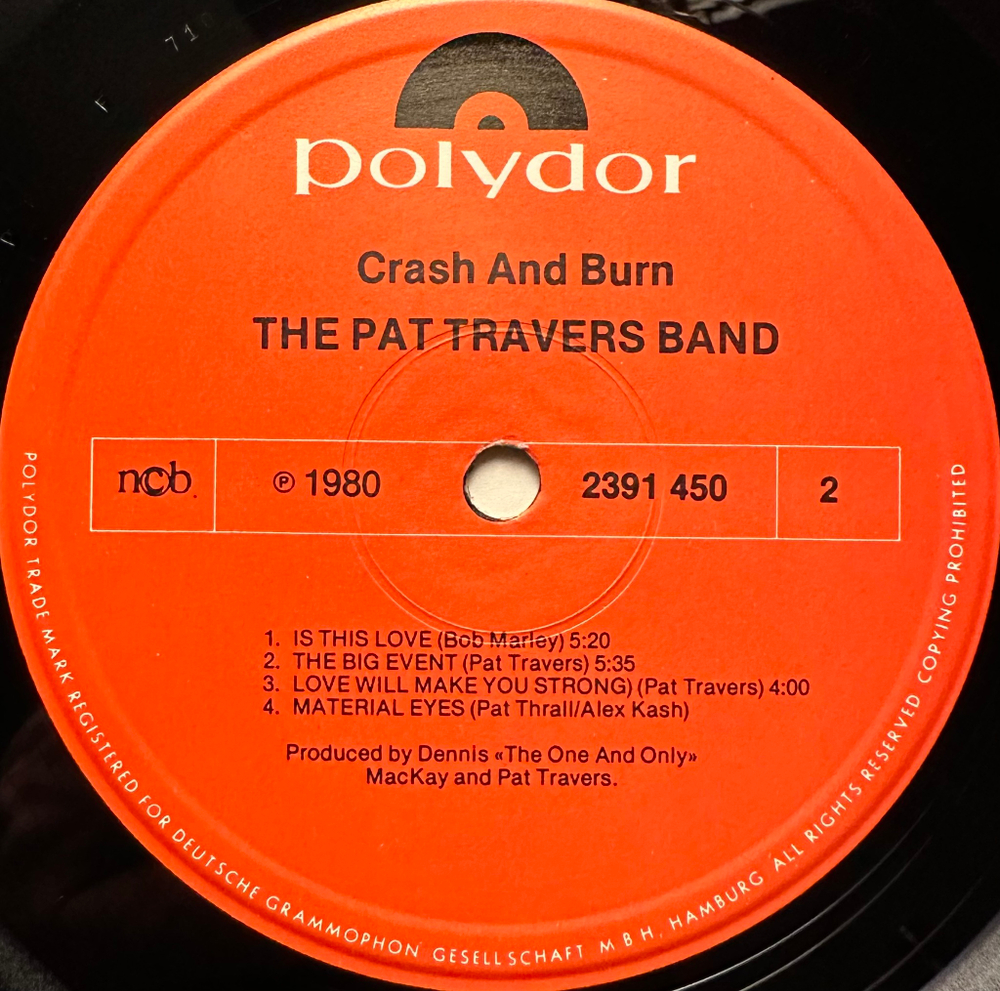 71
polydor
Crash And Burn
THE PAT TRAVERS BAND
ncb
℗ 1980
2391 450
2
1. IS THIS LOVE (Bob Marley) 5:20
2. THE BIG EVENT (Pat Travers) 5:35
3. LOVE WILL MAKE YOU STRONG) (Pat Travers) 4:00
4. MATERIAL EYES (Pat Thrall/Alex Kash)
Produced by Dennis «The One And Only»
MacKay and Pat Travers.
POLYDOR TRADE MARK REGISTERED FOR DEUTSCHE GRAMMOPHON GESELLSCHAFT M B H, HAMBURG ALL RIGHTS RESERVED COPYING PROHIBITED